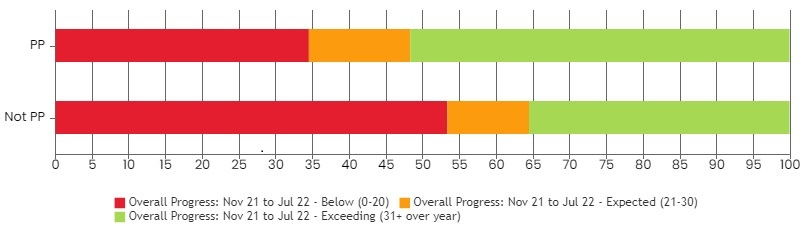 PP
Not PP
0 5 10 15 20 25 30 35 40 45 50 55 60 65 70 75 80 85 90 95 100
Overall Progress: Nov 21 to Jul 22 - Below (0-20) Overall Progress: Nov 21 to Jul 22 - Expected (21-30)
Overall Progress: Nov 21 to Jul 22 - Exceeding (31+ over year)